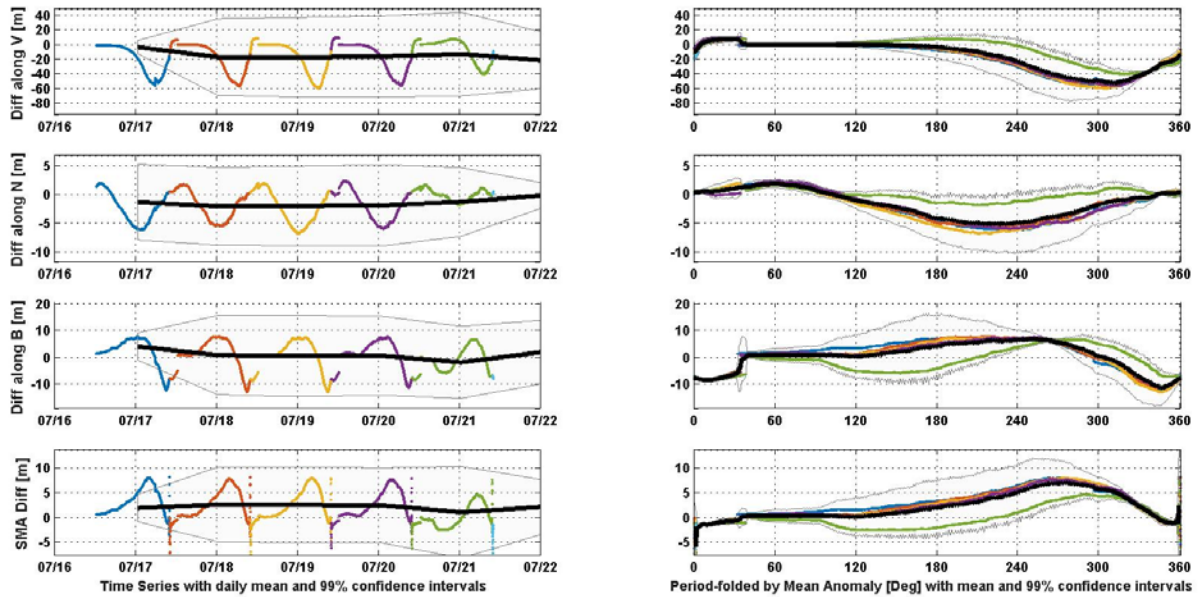 Diff along V [m]
40
20
0
-20
-40
-60
-80
07/16 07/17 07/18 07/19 07/20 07/21 07/22
40
20
0
-20
-40
-60
-80
0 60 120 180 240 300 360
Diff along N [m]
5
0
-5
-10
07/16 07/17 07/18 07/19 07/20 07/21 07/22
5
0
-5
-10
0 60 120 180 240 300 360
Diff along B [m]
20
10
0
-10
07/16 07/17 07/18 07/19 07/20 07/21 07/22
20
10
0
-10
0 60 120 180 240 300 360
SMA Diff [m]
10
5
0
-5
07/16 07/17 07/18 07/19 07/20 07/21 07/22
Time Series with daily mean and 99% confidence intervals
10
5
0
-5
0 60 120 180 240 300 360
Period-folded by Mean Anomaly [Deg] with mean and 99% confidence intervals